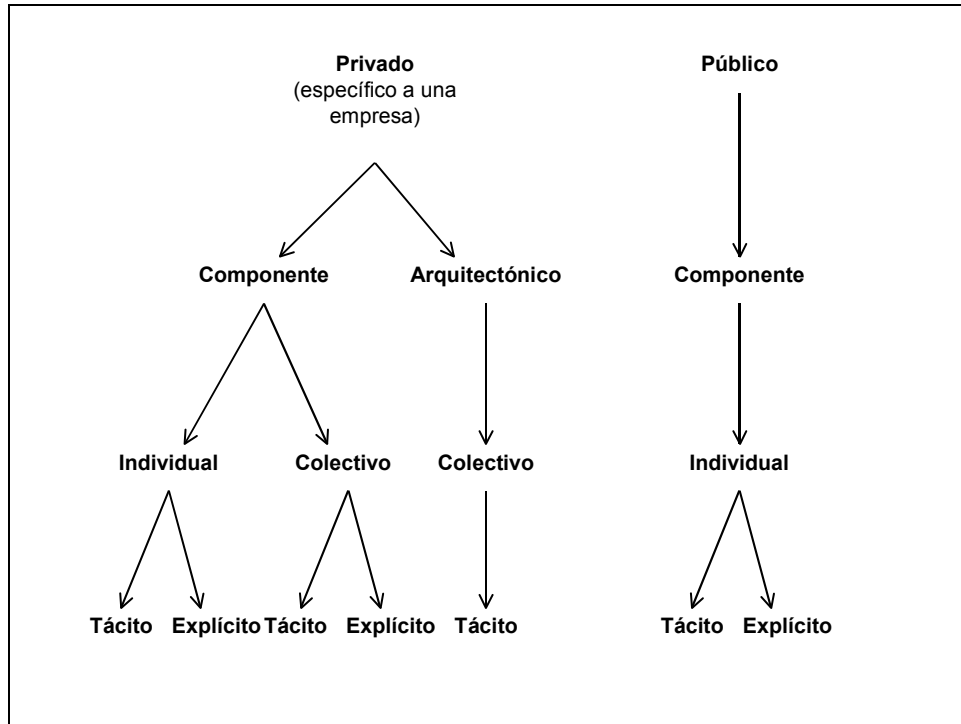 Privado
(específico a una
empresa)
Público
Componente
Arquitectónico
Componente
Individual
Colectivo
Colectivo
Individual
Tácito
Explícito
Tácito
Explícito
Tácito
Tácito
Explícito